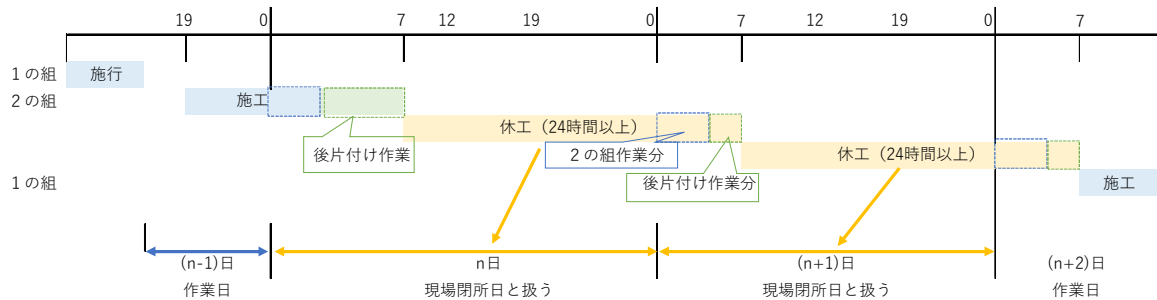 19 0 7 12 19 0 7 12 19 0 7
1の組 施行
2の組 施工
休工（24時間以上）
後片付け作業 2の組作業分 休工（24時間以上）
後片付け作業分
1の組 施工
(n-1)日 n日 (n+1)日 (n+2)日
作業日 現場閉所日と扱う 現場閉所日と扱う 作業日